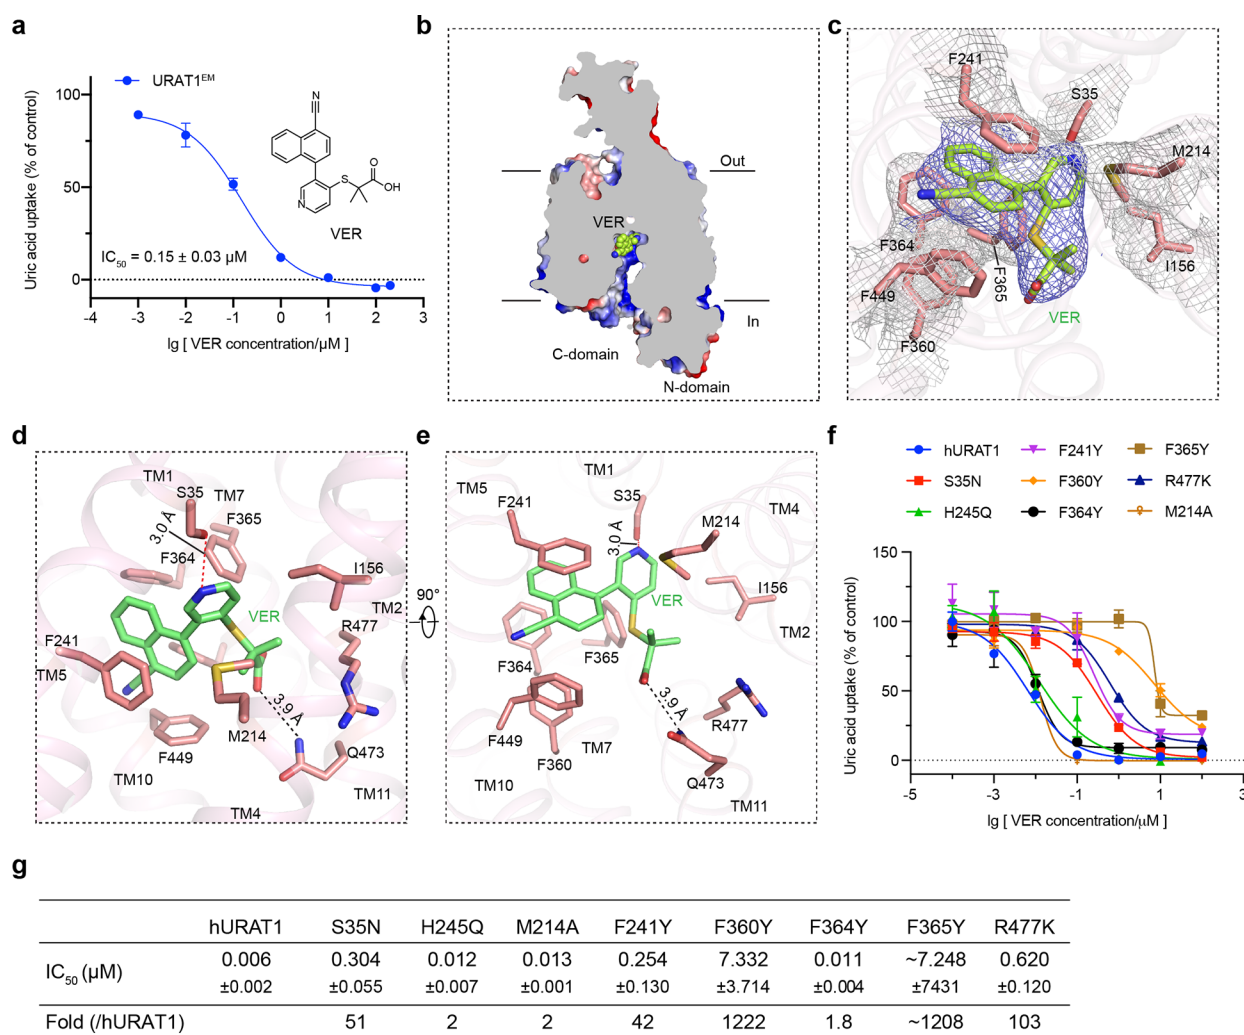 a
URAT1EM
Uric acid uptake (% of control)
100
50
0
IC50 = 0.15 ± 0.03 μM
N
N
S
O
OH
VER
-4 -3 -2 -1 0 1 2 3
lg [ VER concentration/μM ]
b
Out
VER
In
C-domain
N-domain
c
F241
S35
M214
F364
I156
F365
F449
VER
F360
d
TM1
S35
TM7
F365
3.0 Å
F364
I156
VER
TM2
R477
F241
TM5
3.9 Å
M214
F449
Q473
TM10
TM11
TM4
90°
e
TM1
TM5
S35
F241
M214
TM4
3.0 Å
I156
VER
TM2
F364
F365
3.9 Å
R477
F449
TM7
F360
Q473
TM10
TM11
f
hURAT1 F241Y F365Y
S35N F360Y R477K
H245Q F364Y M214A
Uric acid uptake (% of control)
150
100
50
0
-5 -3 -1 1 3
lg [ VER concentration/μM ]
g
hURAT1 S35N H245Q M214A F241Y F360Y F364Y F365Y R477K
IC50 (μM) 0.006 0.304 0.012 0.013 0.254 7.332 0.011 ~7.248 0.620
±0.002 ±0.055 ±0.007 ±0.001 ±0.130 ±3.714 ±0.004 ±7431 ±0.120
Fold (/hURAT1) 51 2 2 42 1222 1.8 ~1208 103